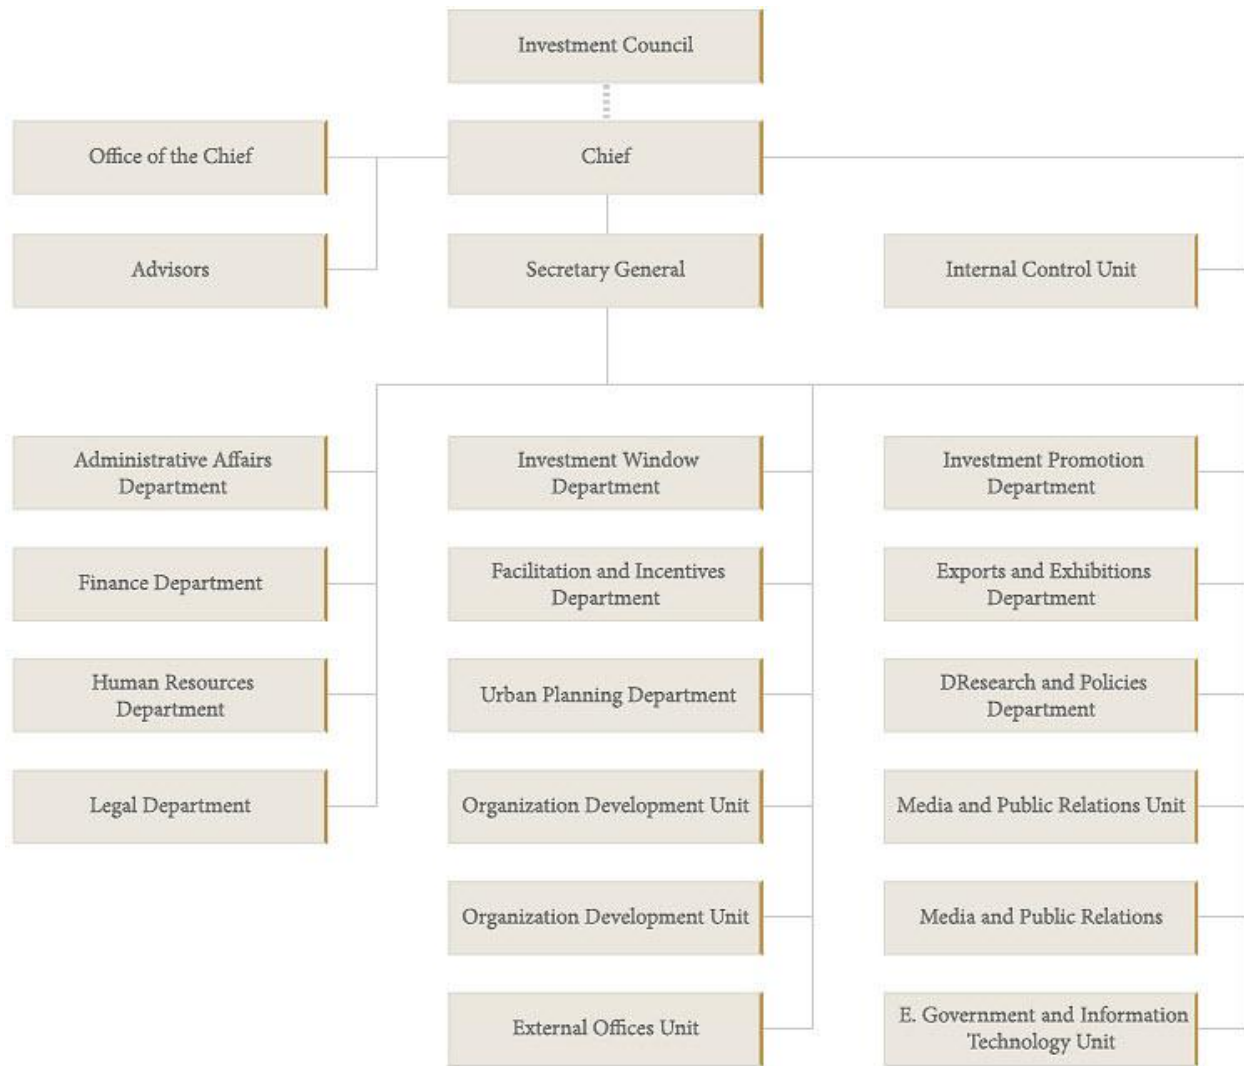 Investment Council
Office of the Chief
Chief
Advisors
Secretary General
Internal Control Unit
Administrative Affairs
Department
Investment Window
Department
Investment Promotion
Department
Finance Department
Facilitation and Incentives
Department
Exports and Exhibitions
Department
Human Resources
Department
Urban Planning Department
DResearch and Policies
Department
Legal Department
Organization Development Unit
Media and Public Relations Unit
Organization Development Unit
Media and Public Relations
External Offices Unit
E. Government and Information
Technology Unit